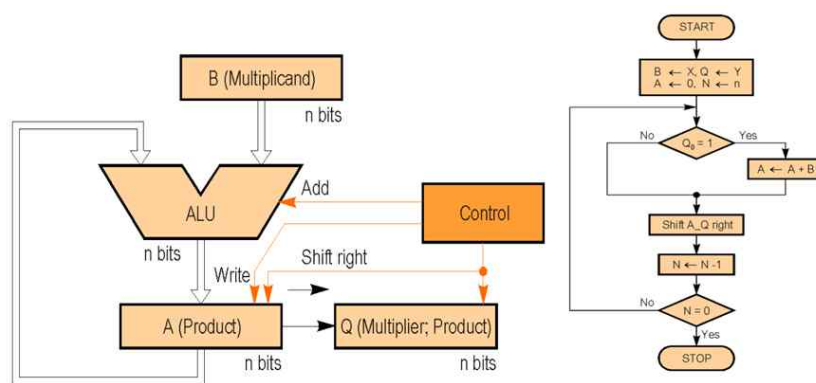 B (Multiplicand)
n bits
ALU
n bits
Add
Control
Shift right
Write
A (Product)
n bits
Q (Multiplier; Product)
n bits
START
B ← X, Q ← Y
A ← 0, N ← n
No
Q₀ = 1
Yes
A ← A + B
Shift A_Q right
N ← N -1
No
N = 0
Yes
STOP